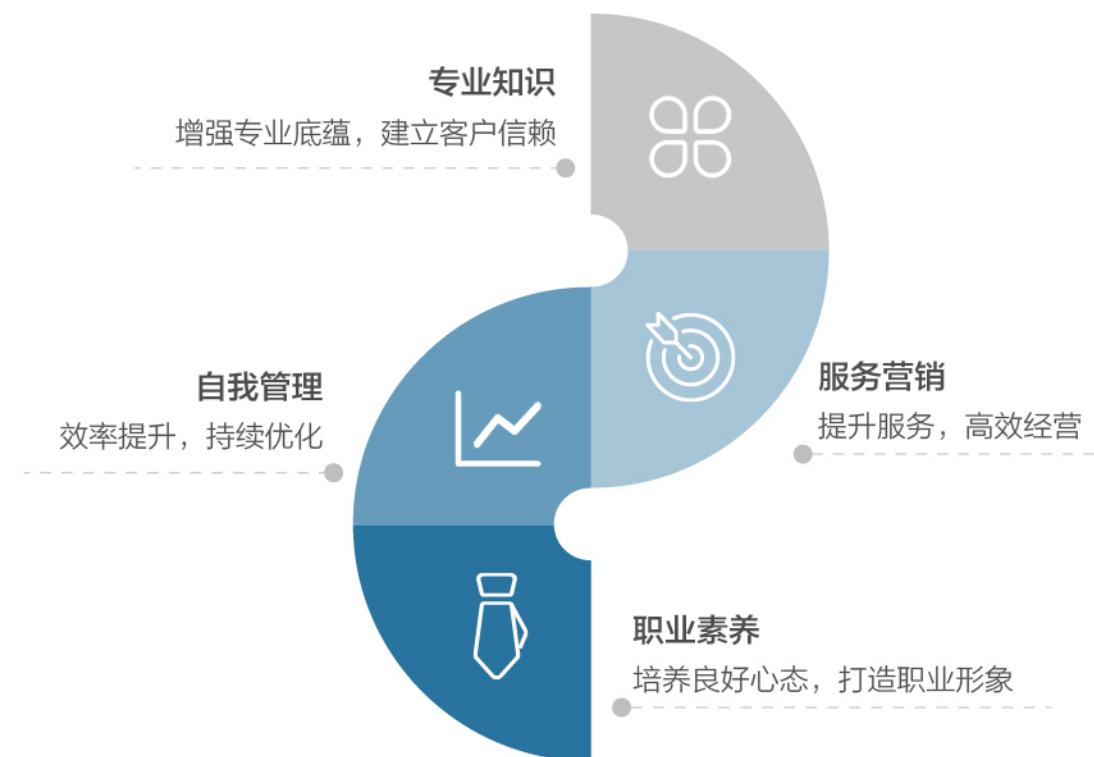 专业知识
增强专业底蕴，建立客户信赖
服务营销
提升服务，高效经营
自我管理
效率提升，持续优化
职业素养
培养良好心态，打造职业形象